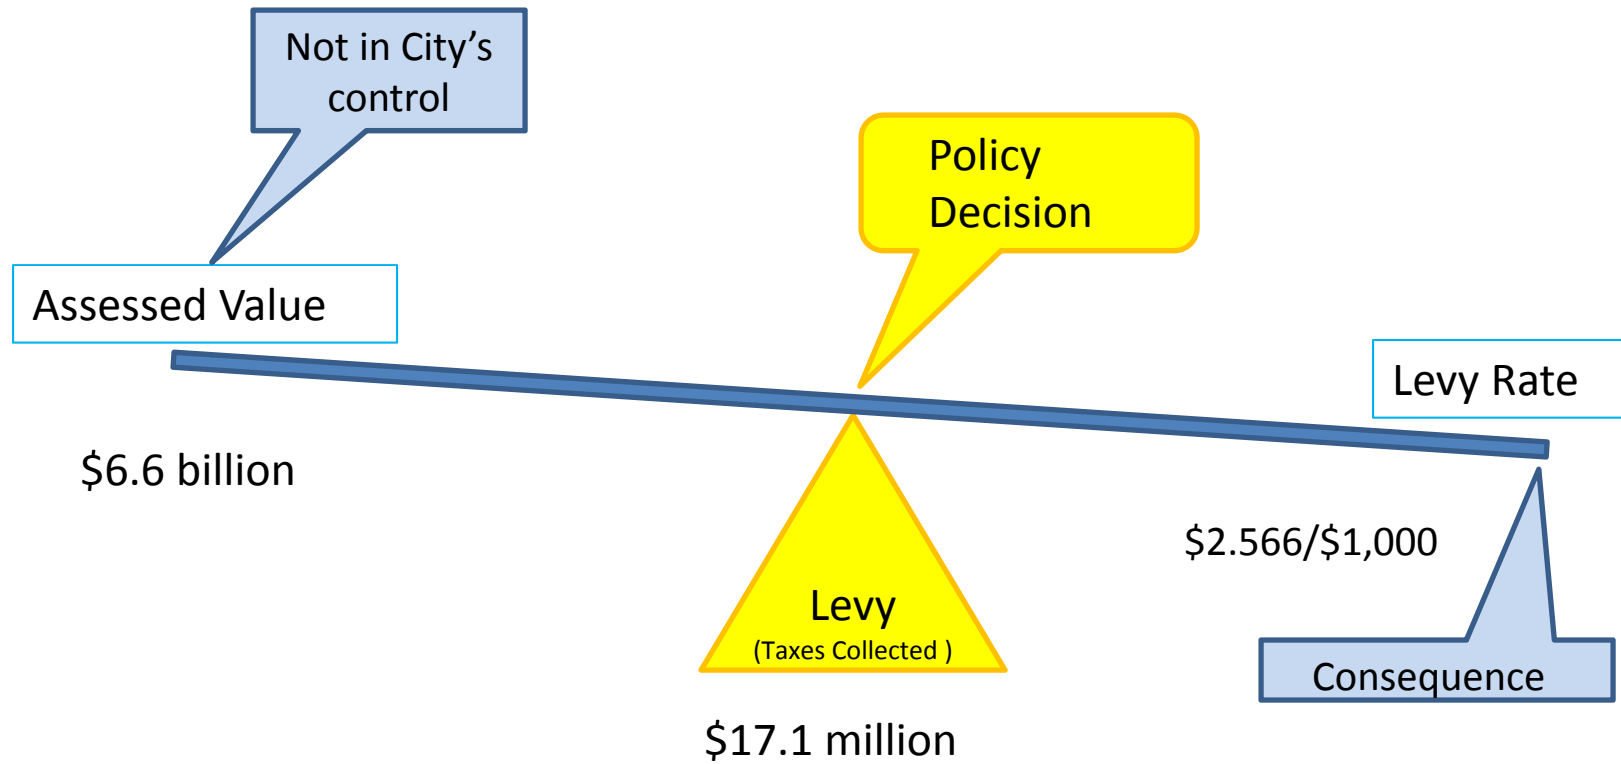 Not in City’s
control
Policy
Decision
Assessed Value
Levy Rate
$6.6 billion
$2.566/$1,000
Levy
(Taxes Collected )
Consequence
$17.1 million